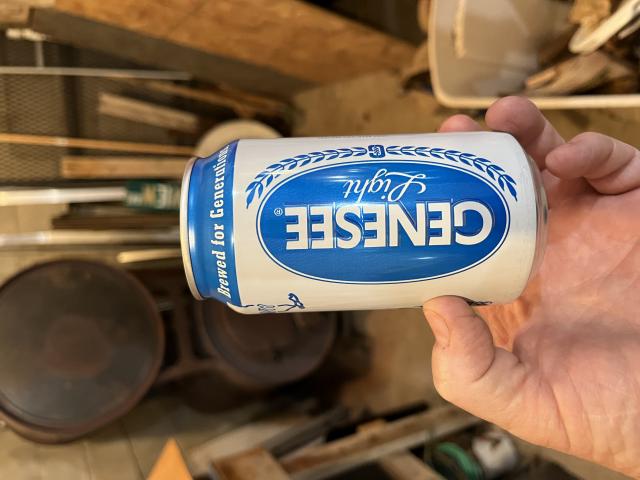 GENESEE®
Light
Brewed for Generations